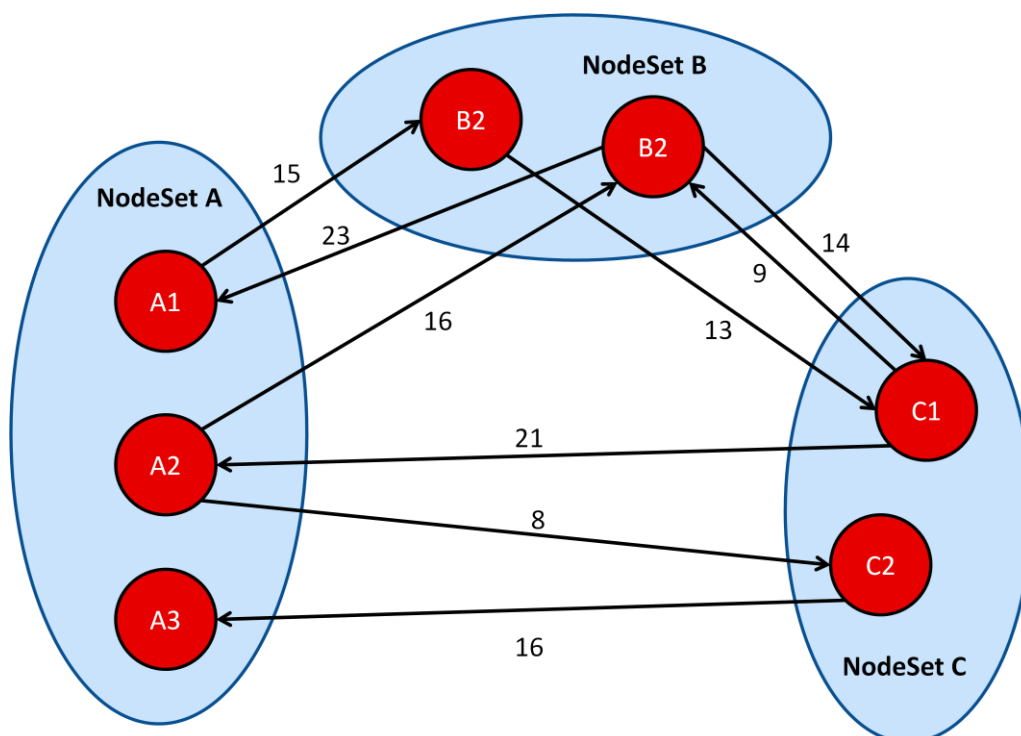 NodeSet B
B2
B2
15
NodeSet A
23
14
9
A1
16
13
C1
21
A2
8
C2
A3
16
NodeSet C